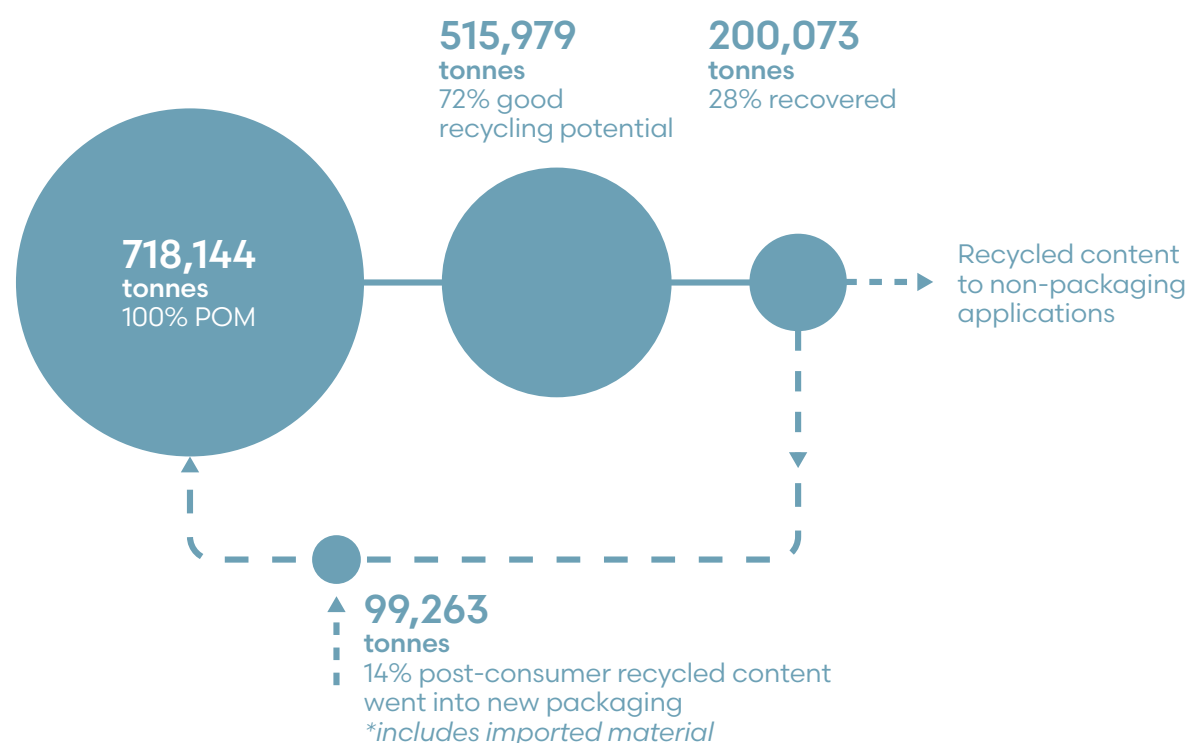 515,979
tonnes
72% good
recycling potential
200,073
tonnes
28% recovered
718,144
tonnes
100% POM
Recycled content
to non-packaging
applications
99,263
tonnes
14% post-consumer recycled content
went into new packaging
*includes imported material